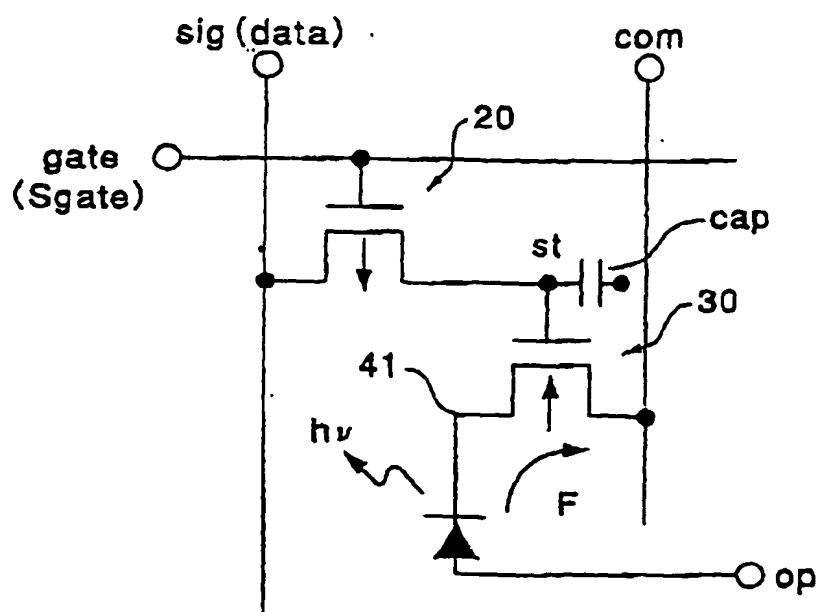 sig (data)
com
20
gate
(Sgate)
cap
st
30
41
hν
F
op